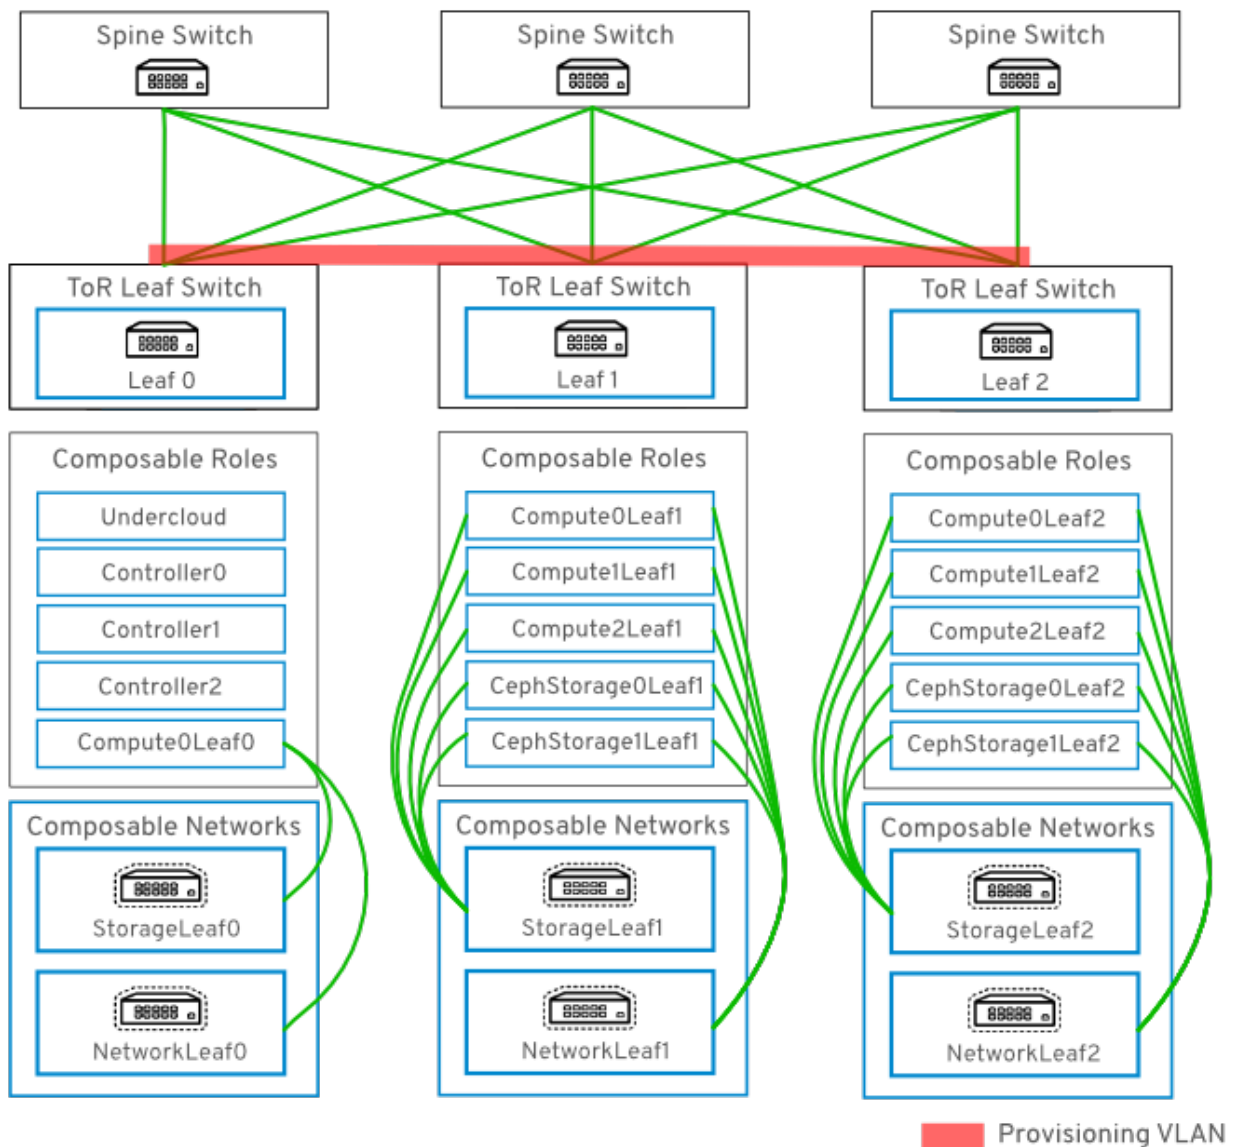 Spine Switch
Spine Switch
Spine Switch
ToR Leaf Switch
Leaf 0
ToR Leaf Switch
Leaf 1
ToR Leaf Switch
Leaf 2
Composable Roles
Undercloud
Controller0
Controller1
Controller2
Compute0Leaf0
Composable Roles
Compute0Leaf1
Compute1Leaf1
Compute2Leaf1
CephStorage0Leaf1
CephStorage1Leaf1
Composable Roles
Compute0Leaf2
Compute1Leaf2
Compute2Leaf2
CephStorage0Leaf2
CephStorage1Leaf2
Composable Networks
StorageLeaf0
NetworkLeaf0
Composable Networks
StorageLeaf1
NetworkLeaf1
Composable Networks
StorageLeaf2
NetworkLeaf2
Provisioning VLAN